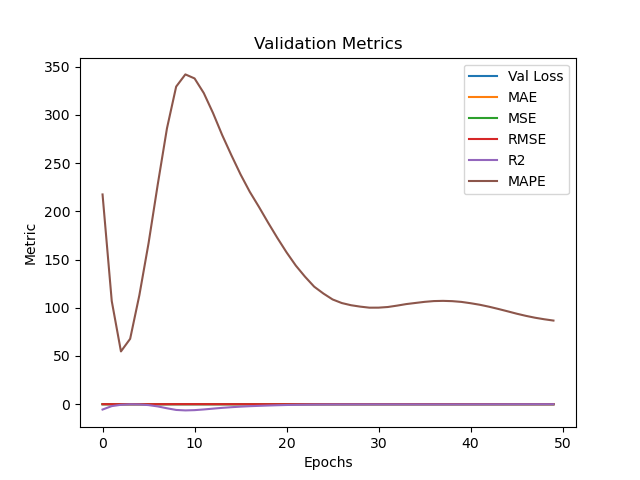 Validation Metrics
350
300
250
200
150
100
50
0
Metric
Val Loss
MAE
MSE
RMSE
R2
MAPE
0 10 20 30 40 50
Epochs